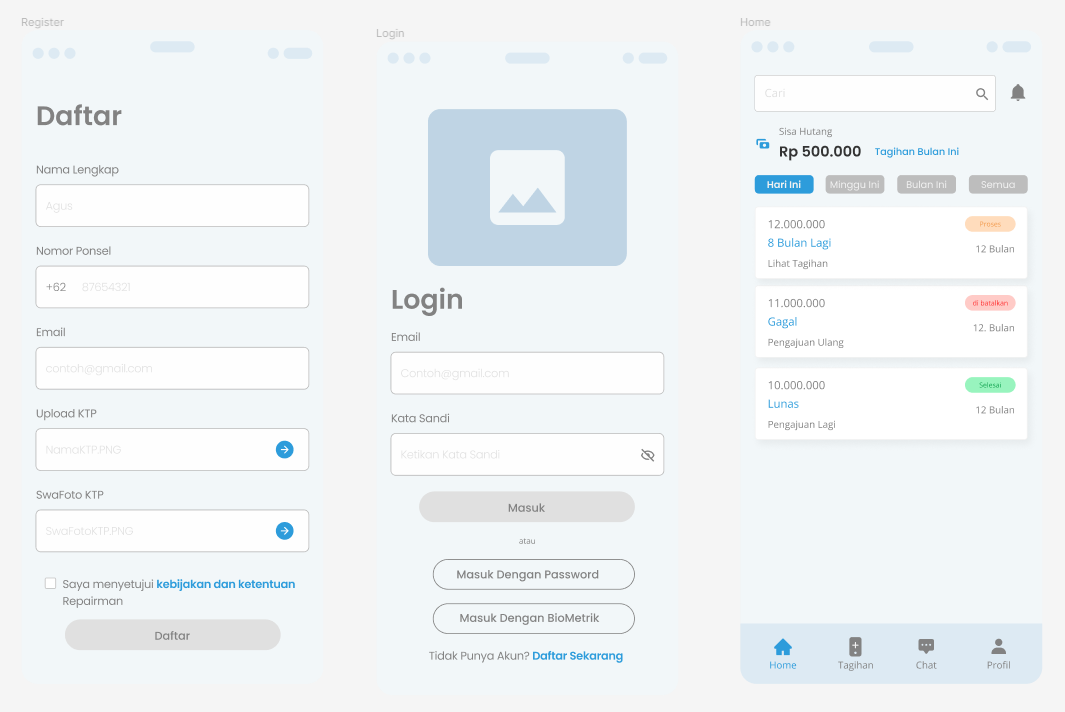 Register
Daftar
Nama Lengkap
Agus
Nomor Ponsel
+62 87654321
Email
contoh@gmail.com
Upload KTP
NamaKTP.PNG
SwaFoto KTP
SwaFotoKTP.PNG
Saya menyetujui kebijakan dan ketentuan
Repairman
Daftar
Login
Login
Email
Contoh@gmail.com
Kata Sandi
Ketikan Kata Sandi
Masuk
atau
Masuk Dengan Password
Masuk Dengan BioMetrik
Tidak Punya Akun? Daftar Sekarang
Home
Cari
Sisa Hutang
Rp 500.000 Tagihan Bulan Ini
Hari Ini Minggu Ini Bulan Ini Semua
12.000.000 Proses
8 Bulan Lagi 12 Bulan
Lihat Tagihan
11.000.000 di batalkan
Gagal 12. Bulan
Pengajuan Ulang
10.000.000 Selesai
Lunas 12 Bulan
Pengajuan Lagi
Home Tagihan Chat Profil